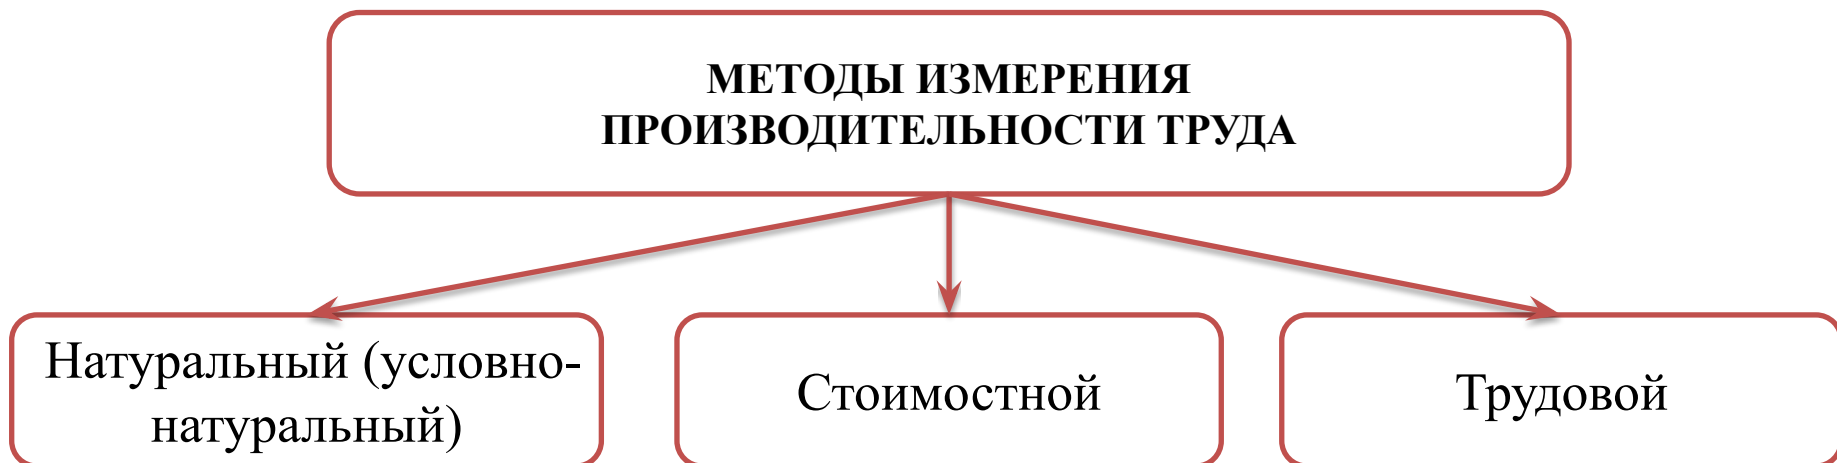 МЕТОДЫ ИЗМЕРЕНИЯ
ПРОИЗВОДИТЕЛЬНОСТИ ТРУДА
Натуральный (условно-
натуральный)
Стоимостной
Трудовой